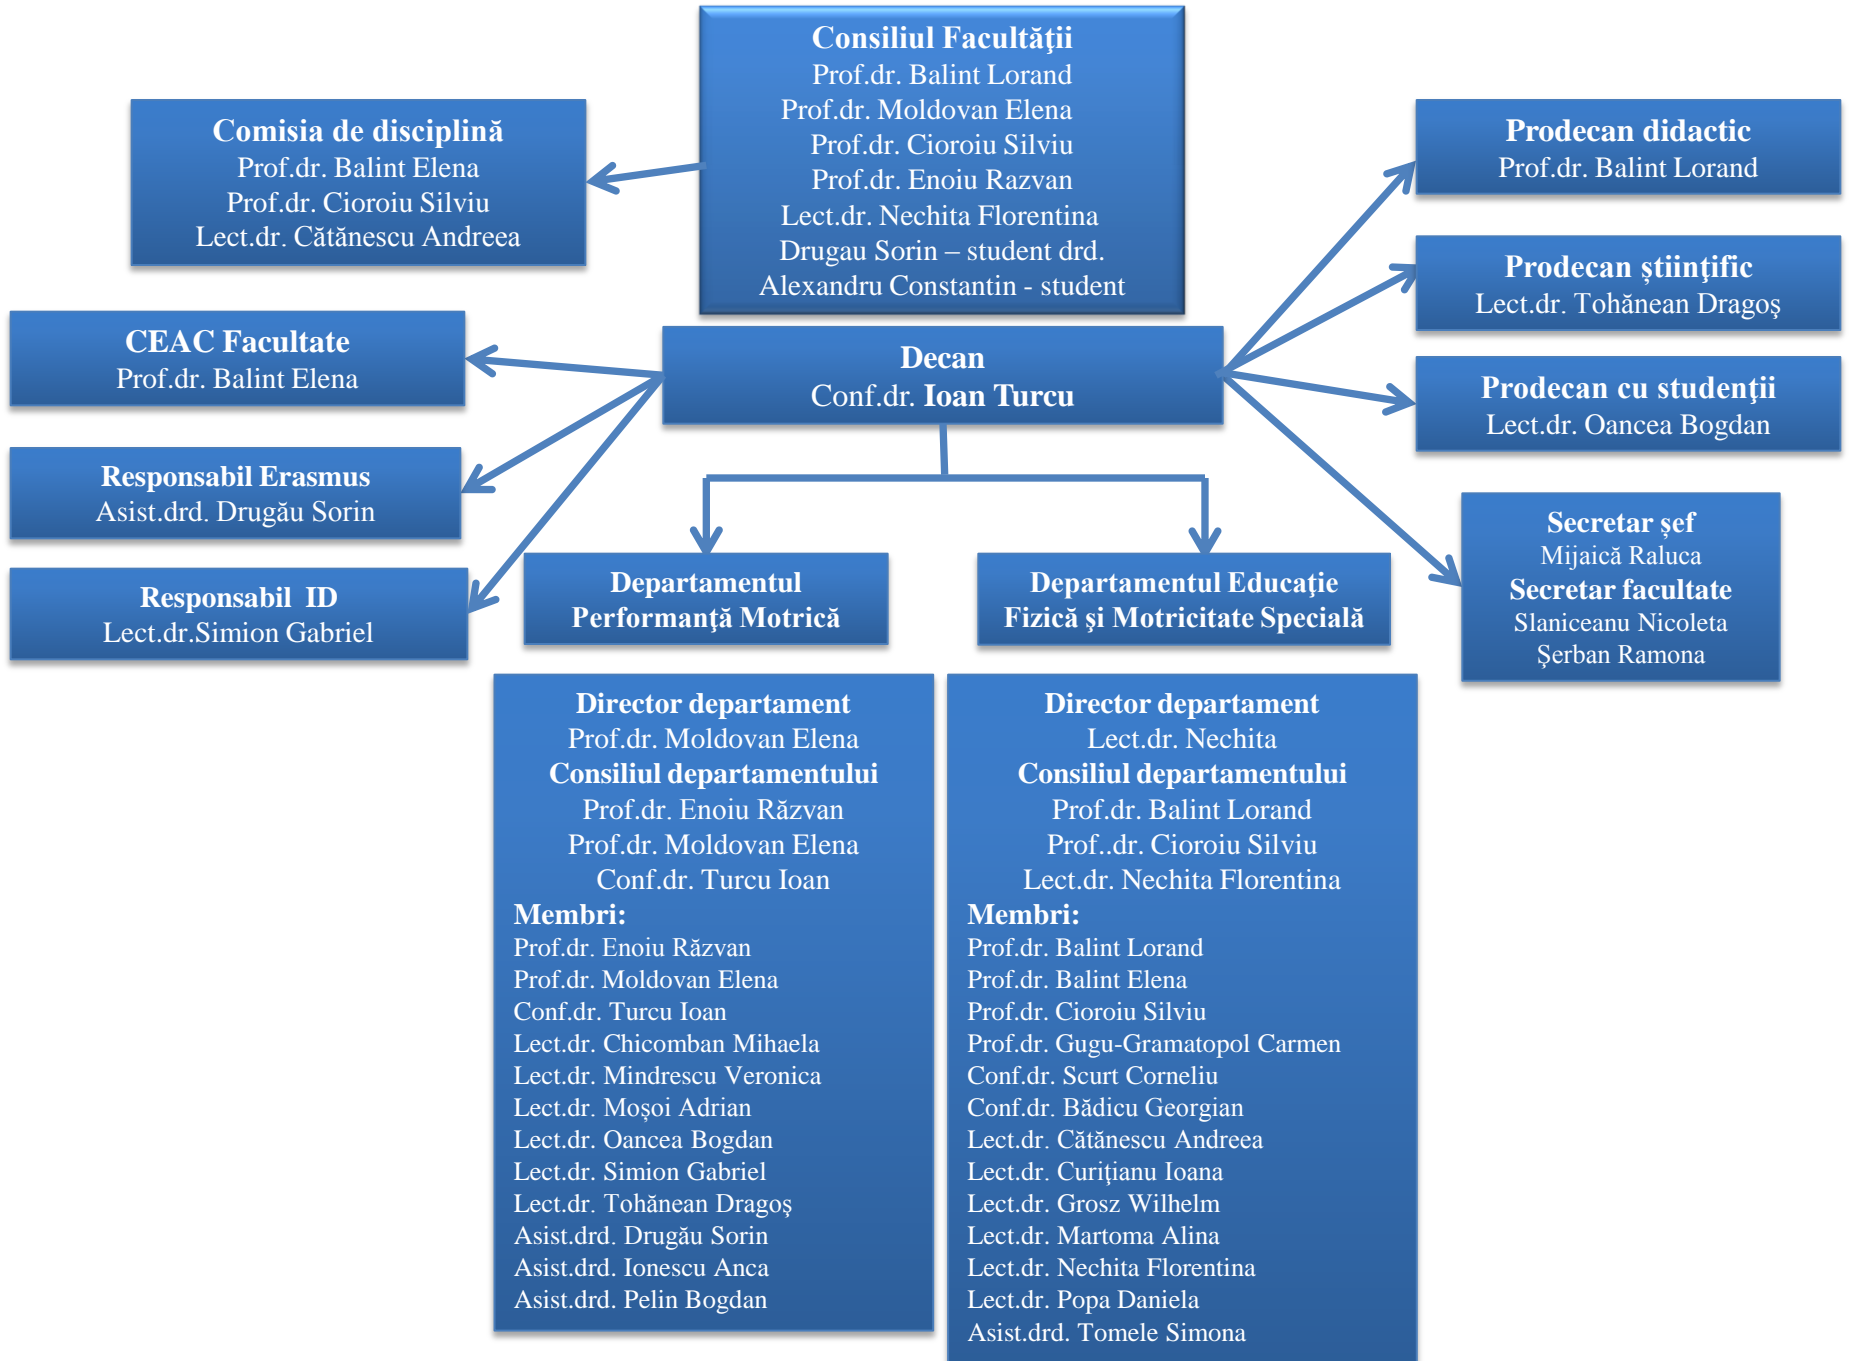 Consiliul Facultăţii
Prof.dr. Balint Lorand
Prof.dr. Moldovan Elena
Prof.dr. Cioroiu Silviu
Prof.dr. Enoiu Razvan
Lect.dr. Nechita Florentina
Drugau Sorin – student drd.
Alexandru Constantin - student
Comisia de disciplină
Prof.dr. Balint Elena
Prof.dr. Cioroiu Silviu
Lect.dr. Cătănescu Andreea
Prodecan didactic
Prof.dr. Balint Lorand
Prodecan științific
Lect.dr. Tohănean Dragoş
Prodecan cu studenţii
Lect.dr. Oancea Bogdan
CEAC Facultate
Prof.dr. Balint Elena
Decan
Conf.dr. Ioan Turcu
Responsabil Erasmus
Asist.drd. Drugău Sorin
Responsabil ID
Lect.dr.Simion Gabriel
Secretar șef
Mijaică Raluca
Secretar facultate
Slaniceanu Nicoleta
Şerban Ramona
Departamentul
Performanţă Motrică
Departamentul Educaţie
Fizică şi Motricitate Specială
Director departament
Prof.dr. Moldovan Elena
Consiliul departamentului
Prof.dr. Enoiu Răzvan
Prof.dr. Moldovan Elena
Conf.dr. Turcu Ioan
Membri:
Prof.dr. Enoiu Răzvan
Prof.dr. Moldovan Elena
Conf.dr. Turcu Ioan
Lect.dr. Chicomban Mihaela
Lect.dr. Mindrescu Veronica
Lect.dr. Moșoi Adrian
Lect.dr. Oancea Bogdan
Lect.dr. Simion Gabriel
Lect.dr. Tohănean Dragoş
Asist.drd. Drugău Sorin
Asist.drd. Ionescu Anca
Asist.drd. Pelin Bogdan
Director departament
Lect.dr. Nechita
Consiliul departamentului
Prof.dr. Balint Lorand
Prof..dr. Cioroiu Silviu
Lect.dr. Nechita Florentina
Membri:
Prof.dr. Balint Lorand
Prof.dr. Balint Elena
Prof.dr. Cioroiu Silviu
Prof.dr. Gugu-Gramatopol Carmen
Conf.dr. Scurt Corneliu
Conf.dr. Bădicu Georgian
Lect.dr. Cătănescu Andreea
Lect.dr. Curiţianu Ioana
Lect.dr. Grosz Wilhelm
Lect.dr. Martoma Alina
Lect.dr. Nechita Florentina
Lect.dr. Popa Daniela
Asist.drd. Tomele Simona